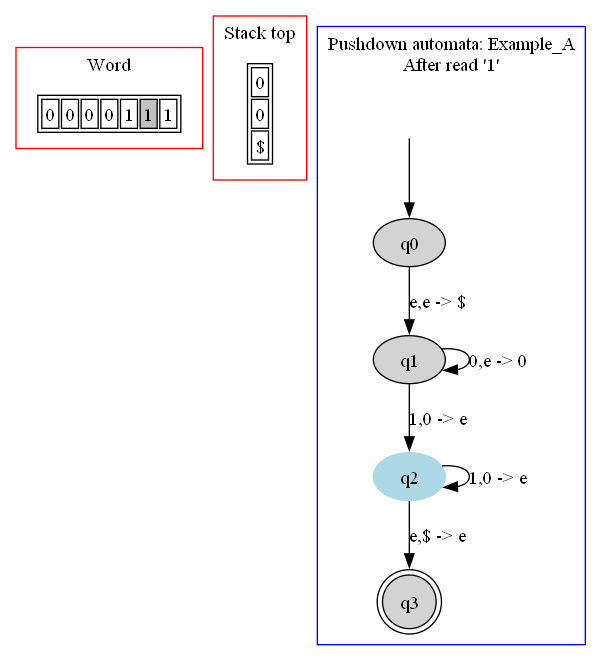 Word
0 0 0 0 1 1 1
Stack top
0
0
$
Pushdown automata: Example_A
After read '1'
q0
e,e -> $
q1
0,e -> 0
1,0 -> e
q2
1,0 -> e
e,$ -> e
q3